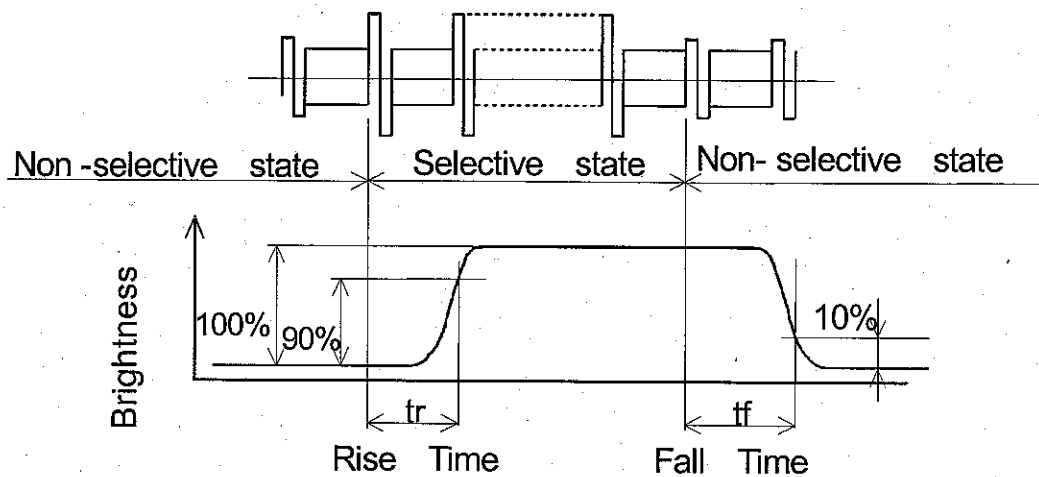 Non -selective state Selective state Non- selective state
Brightness
100% 90% 10%
tr tf
Rise Time Fall Time